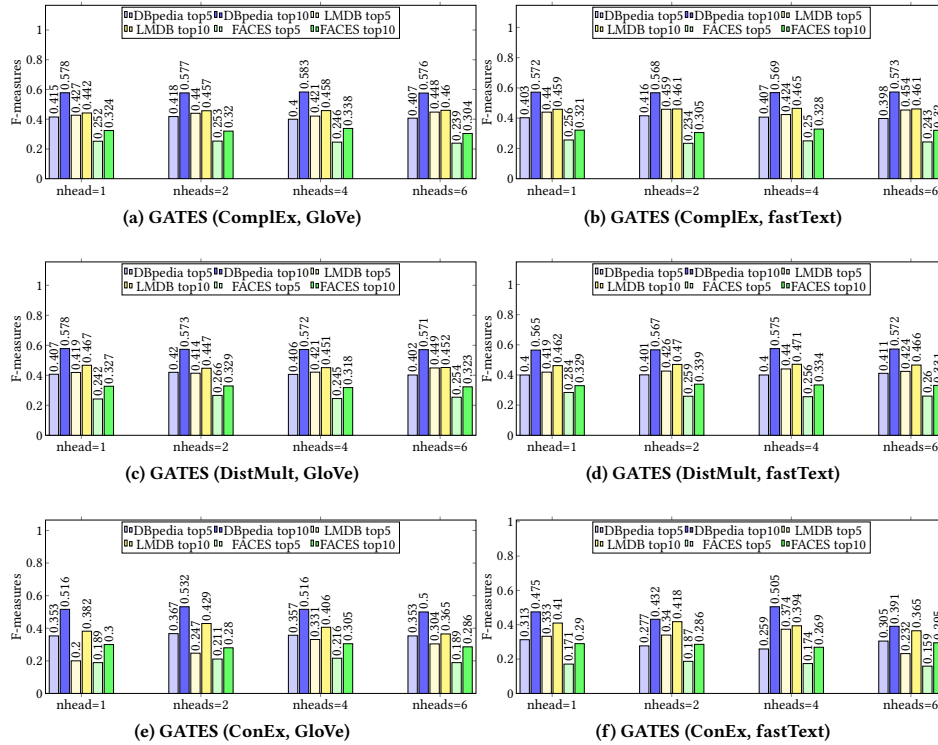 DBpedia top5 DBpedia top10 LMDB top5
LMDB top10 FACES top5 FACES top10
F-measures
1
0.8
0.6
0.4
0.2
0
0.415 0.578 0.427 0.442 0.252 0.324
0.418 0.577 0.44 0.457 0.253 0.32
0.4 0.583 0.421 0.458 0.246 0.338
0.407 0.576 0.448 0.46 0.239 0.304
nhead=1 nheads=2 nheads=4 nheads=6
(a) GATES (ComplEx, GloVe)
DBpedia top5 DBpedia top10 LMDB top5
LMDB top10 FACES top5 FACES top10
F-measures
1
0.8
0.6
0.4
0.2
0
0.403 0.572 0.44 0.459 0.256 0.321
0.416 0.568 0.459 0.461 0.234 0.305
0.407 0.569 0.424 0.465 0.25 0.328
0.398 0.573 0.454 0.461 0.243
nhead=1 nheads=2 nheads=4 nheads=6
(b) GATES (ComplEx, fastText)
DBpedia top5 DBpedia top10 LMDB top5
LMDB top10 FACES top5 FACES top10
F-measures
1
0.8
0.6
0.4
0.2
0
0.407 0.578 0.419 0.467 0.242 0.327
0.42 0.573 0.414 0.447 0.266 0.329
0.406 0.572 0.421 0.451 0.245 0.318
0.402 0.571 0.449 0.452 0.254 0.323
nhead=1 nheads=2 nheads=4 nheads=6
(c) GATES (DistMult, GloVe)
DBpedia top5 DBpedia top10 LMDB top5
LMDB top10 FACES top5 FACES top10
F-measures
1
0.8
0.6
0.4
0.2
0
0.4 0.565 0.419 0.462 0.284 0.329
0.401 0.567 0.426 0.47 0.259 0.339
0.4 0.575 0.44 0.471 0.256 0.334
0.411 0.572 0.424 0.466 0.26 0.331
nhead=1 nheads=2 nheads=4 nheads=6
(d) GATES (DistMult, fastText)
DBpedia top5 DBpedia top10 LMDB top5
LMDB top10 FACES top5 FACES top10
F-measures
1
0.8
0.6
0.4
0.2
0
0.353 0.516 0.2 0.382 0.189 0.3
0.367 0.532 0.247 0.429 0.211 0.28
0.357 0.516 0.331 0.406 0.216 0.305
0.353 0.5 0.304 0.365 0.189 0.286
nhead=1 nheads=2 nheads=4 nheads=6
(e) GATES (ConEx, GloVe)
DBpedia top5 DBpedia top10 LMDB top5
LMDB top10 FACES top5 FACES top10
F-measures
1
0.8
0.6
0.4
0.2
0
0.313 0.475 0.333 0.41 0.171 0.29
0.277 0.432 0.34 0.418 0.187 0.286
0.259 0.505 0.374 0.394 0.174 0.269
0.305 0.391 0.232 0.365 0.159
nhead=1 nheads=2 nheads=4 nheads=6
(f) GATES (ConEx, fastText)